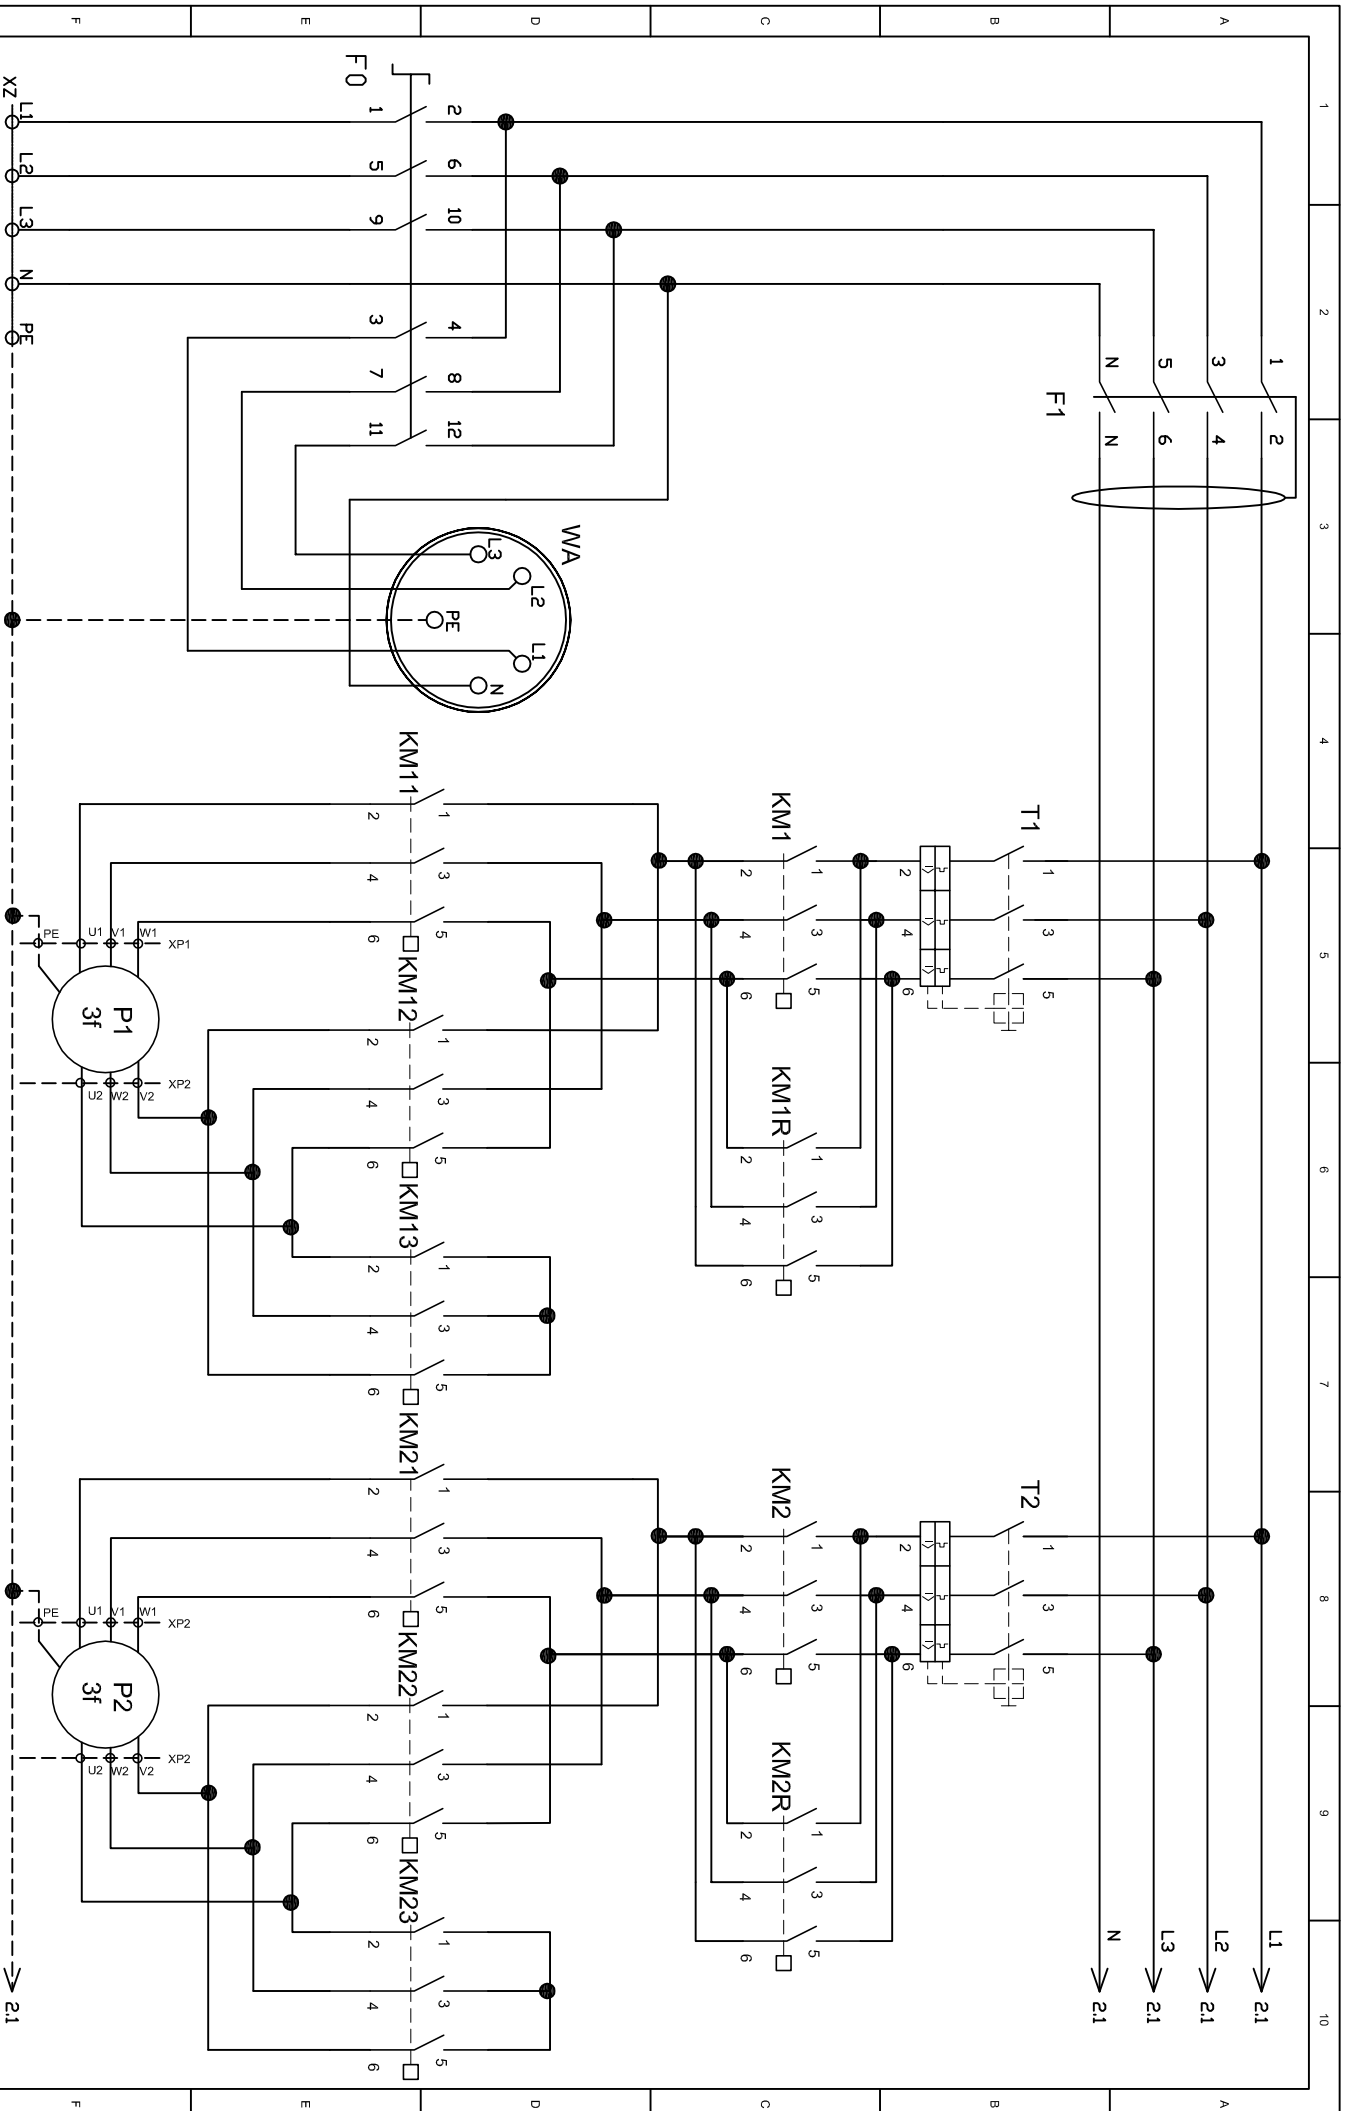 1 2 3 4 5 6 7 8 9 10
A A
1 2 L1 2.1
3 4 L2 2.1
5 6 L3 2.1
N N N 2.1
F1
1 3 5 1 3 5
T1 T2
B B
2 4 6 2 4 6
1 3 5 1 3 5 1 3 5 1 3 5
KM1 KM1R KM2 KM2R
C C
2 4 6 2 4 6 2 4 6 2 4 6
WA
L2 L1
D D
L3 N
PE
2 6 10 4 8 12
1 3 5 1 3 5 1 3 5 1 3 5 1 3 5 1 3 5
KM11 KM12 KM13 KM21 KM22 KM23
1 5 9 3 7 11
2 4 6 2 4 6 2 4 6 2 4 6 2 4 6 2 4 6
F0
E E
XP1 XP2 XP2 XP2
W1 V2 W1 V2
V1 W2 V1 W2
U1 U2 U1 U2
P1 P2
3f 3f
F F
PE PE
L1 L2 L3 N PE
XZ 2.1